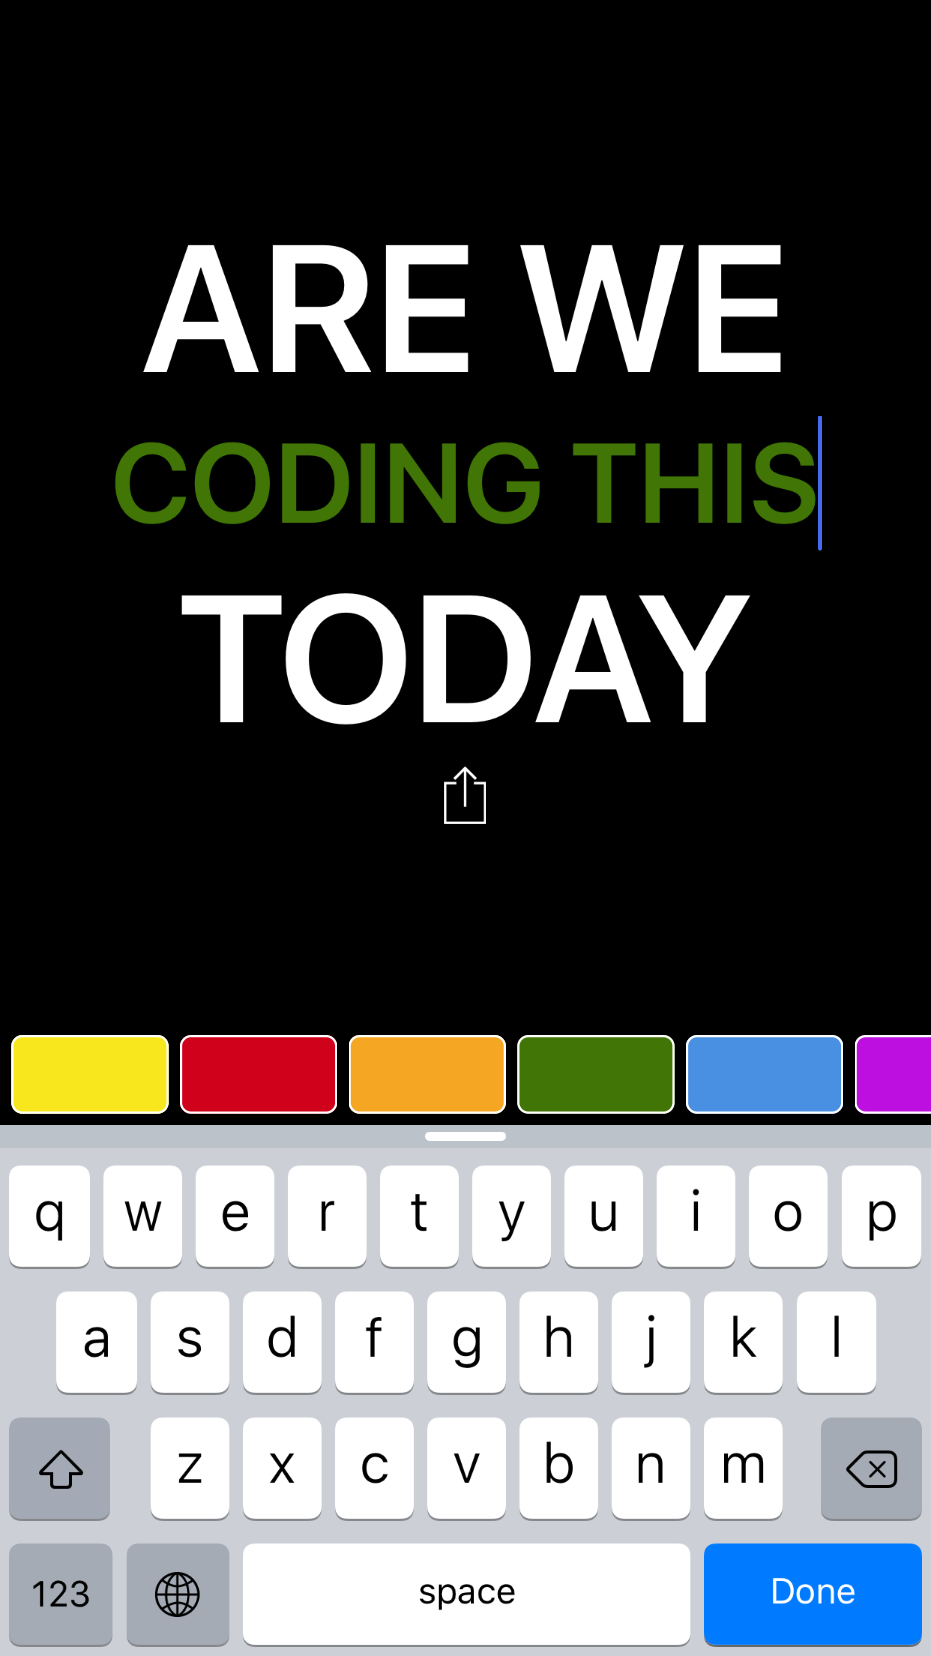 ARE WE
CODING THIS
TODAY
q w e r t y u i o p
a s d f g h j k l
z x c v b n m
123 space Done